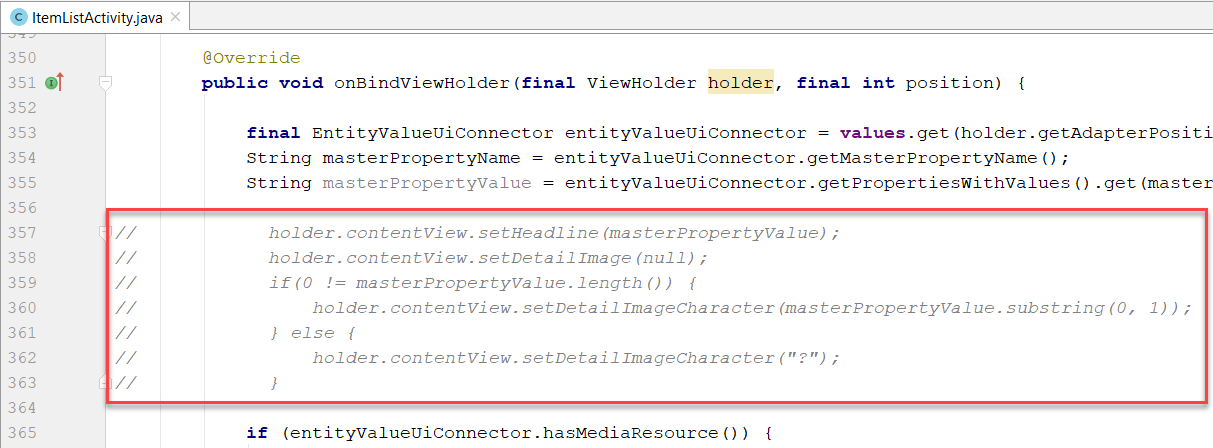 ItemListActivity.java
349
350 @Override
351 public void onBindViewHolder(final ViewHolder holder, final int position) {
352
353 final EntityValueUiConnector entityValueUiConnector = values.get(holder.getAdapterPositi
354 String masterPropertyName = entityValueUiConnector.getMasterPropertyName();
355 String masterPropertyValue = entityValueUiConnector.getPropertiesWithValues().get(master
356
357 // holder.contentView.setHeadline(masterPropertyValue);
358 // holder.contentView.setDetailImage(null);
359 // if(0 != masterPropertyValue.length()) {
360 // holder.contentView.setDetailImageCharacter(masterPropertyValue.substring(0, 1));
361 // } else {
362 // holder.contentView.setDetailImageCharacter("?");
363 // }
364
365 if (entityValueUiConnector.hasMediaResource()) {